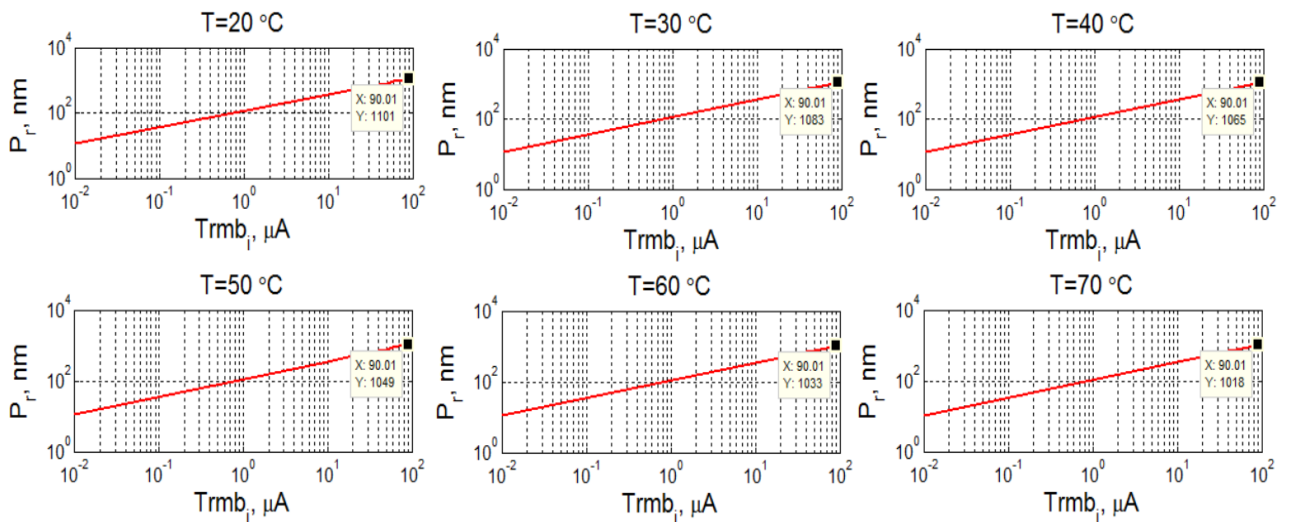 T=20 °C
10^4
10^2
10^0
P_r, nm
X: 90.01
Y: 1101
10^-2
10^-1
10^0
10^1
10^2
Trmb_i, μA
T=30 °C
10^4
10^2
10^0
P_r, nm
X: 90.01
Y: 1083
10^-2
10^-1
10^0
10^1
10^2
Trmb_i, μA
T=40 °C
10^4
10^2
10^0
P_r, nm
X: 90.01
Y: 1065
10^-2
10^-1
10^0
10^1
10^2
Trmb_i, μA
T=50 °C
10^4
10^2
10^0
P_r, nm
X: 90.01
Y: 1049
10^-2
10^-1
10^0
10^1
10^2
Trmb_i, μA
T=60 °C
10^4
10^2
10^0
P_r, nm
X: 90.01
Y: 1033
10^-2
10^-1
10^0
10^1
10^2
Trmb_i, μA
T=70 °C
10^4
10^2
10^0
P_r, nm
X: 90.01
Y: 1018
10^-2
10^-1
10^0
10^1
10^2
Trmb_i, μA